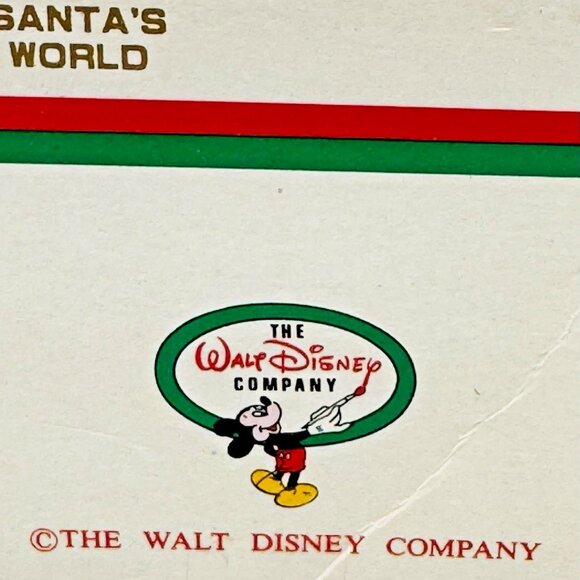 SANTA'S
WORLD
THE
WALT DISNEY
COMPANY
©THE WALT DISNEY COMPANY